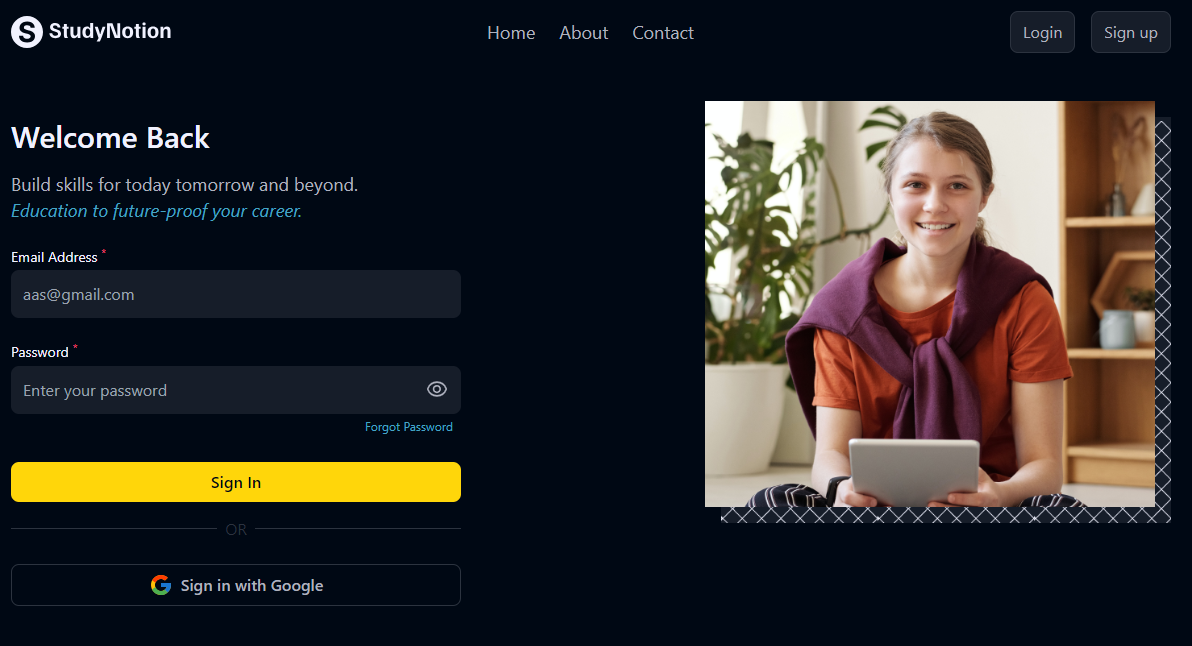 StudyNotion
Home About Contact
Login Sign up
Welcome Back
Build skills for today tomorrow and beyond.
Education to future-proof your career.
Email Address *
aas@gmail.com
Password *
Enter your password
Forgot Password
Sign In
OR
Sign in with Google